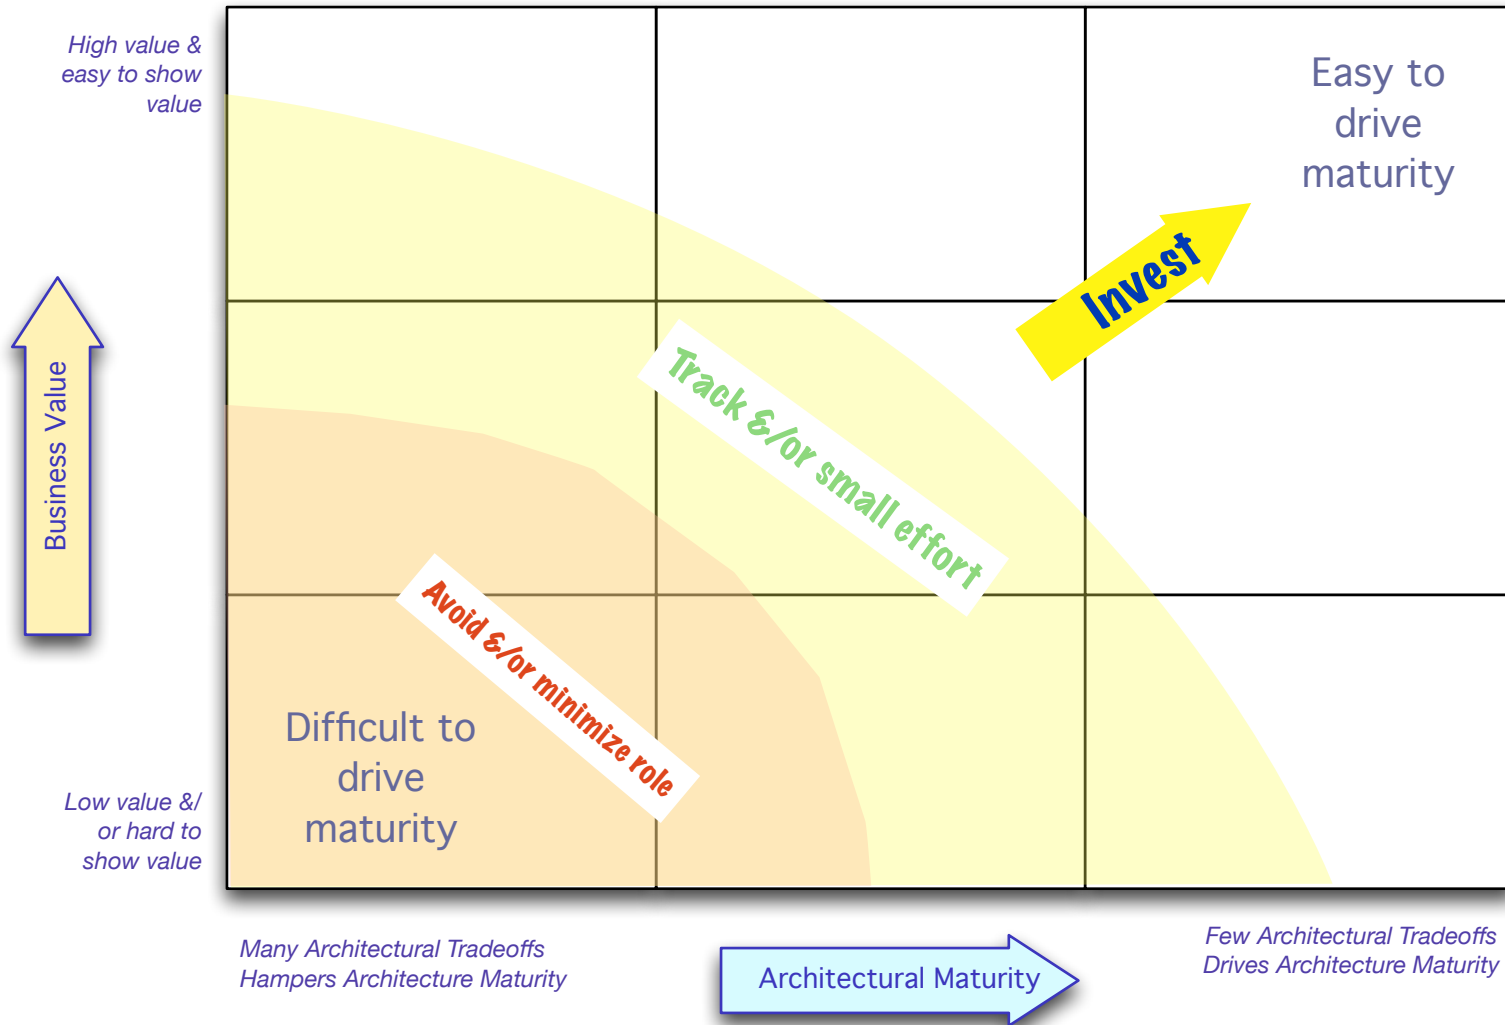 High value &
easy to show
value
Easy to
drive
maturity
Invest
Business Value
Track &/or small effort
Avoid &/or minimize role
Difficult to
drive
maturity
Low value &/
or hard to
show value
Many Architectural Tradeoffs
Hampers Architecture Maturity
Architectural Maturity
Few Architectural Tradeoffs
Drives Architecture Maturity